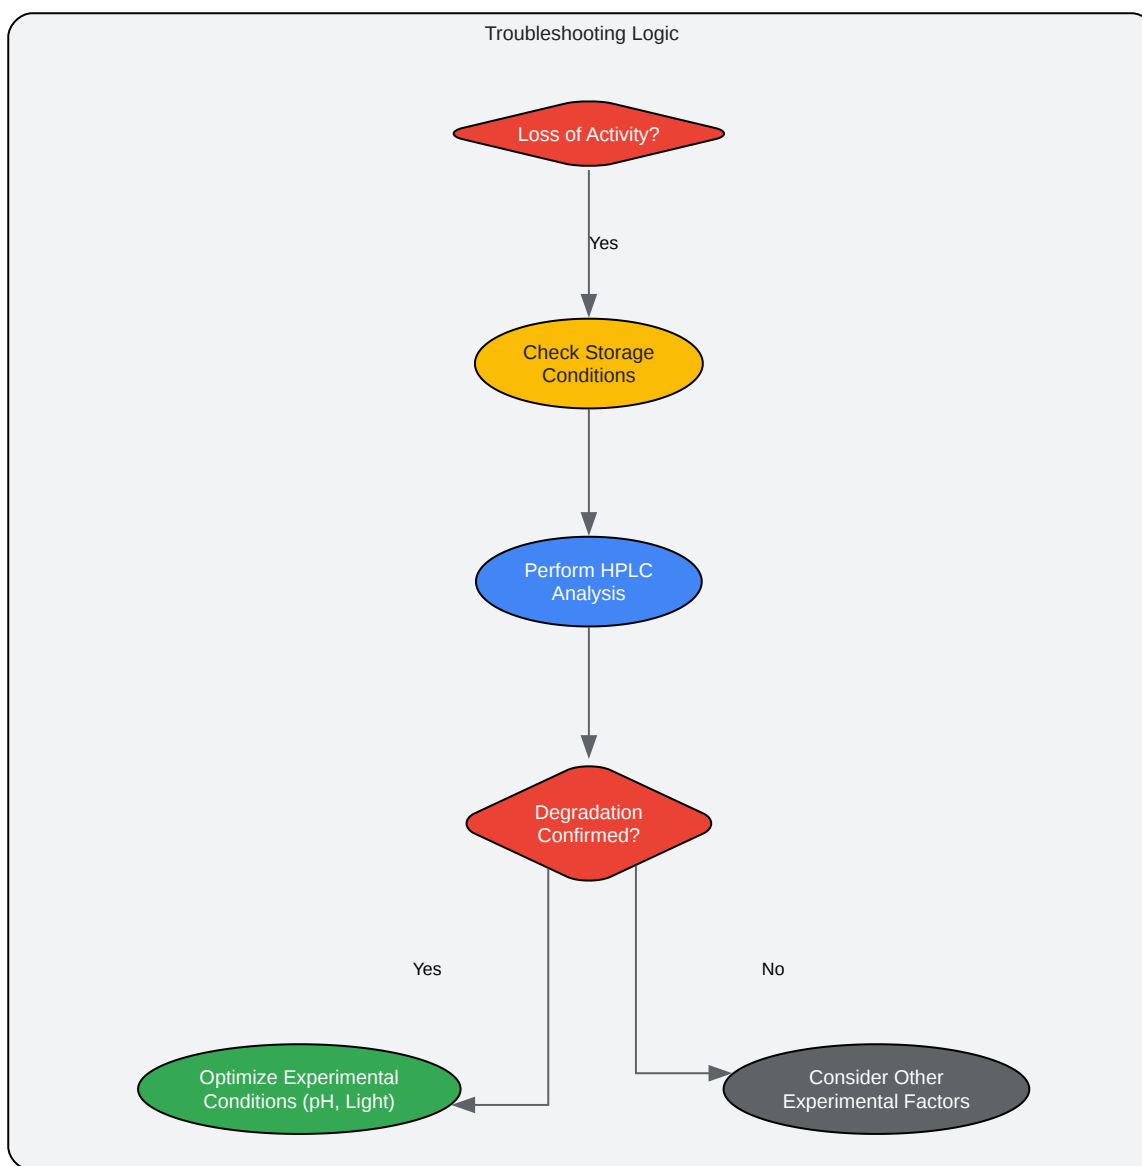 Troubleshooting Logic
Loss of Activity?
Yes
Check Storage
Conditions
Perform HPLC
Analysis
Degradation
Confirmed?
Yes
No
Optimize Experimental
Conditions (pH, Light)
Consider Other
Experimental Factors